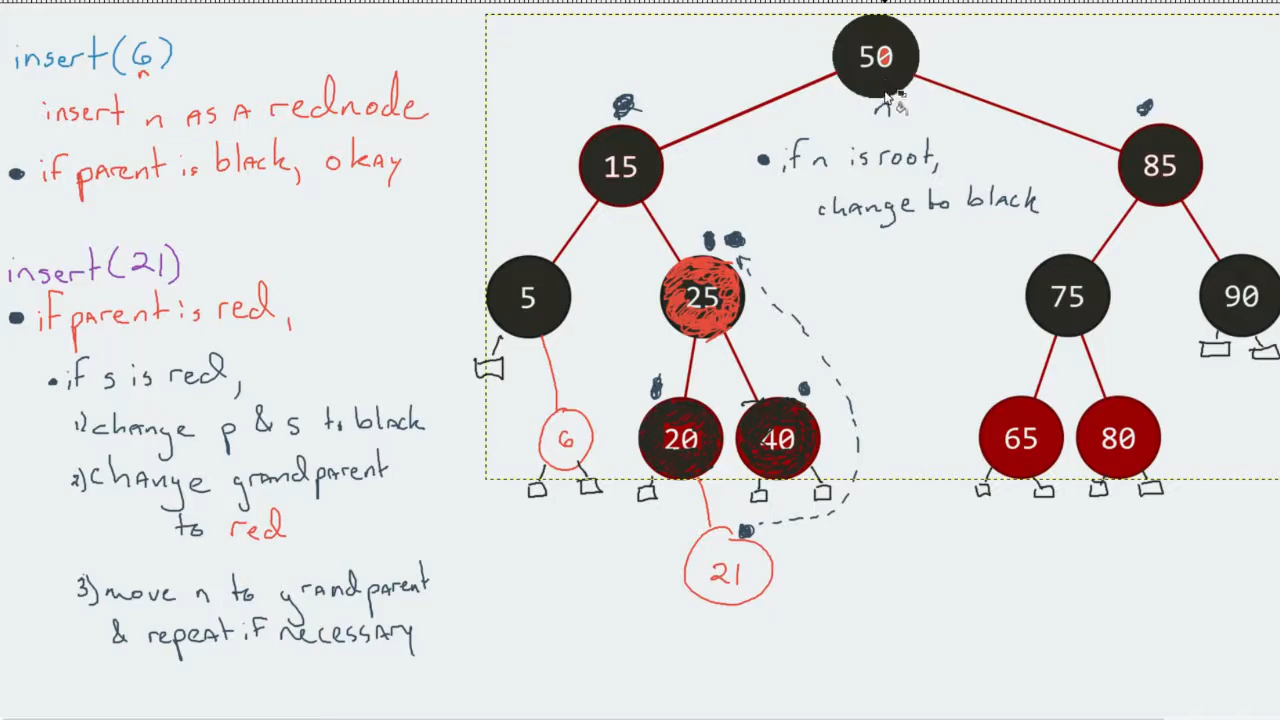 insert(6)
n
insert n as a rednode
• if parent is black, okay
insert(21)
• if parent is red,
• if s is red,
1) change p & s to black
2) change grandparent
to red
3) move n to grandparent
& repeat if necessary
50
n
• if n is root,
change to black
15
85
5
25
75
90
6
20
40
65
80
21